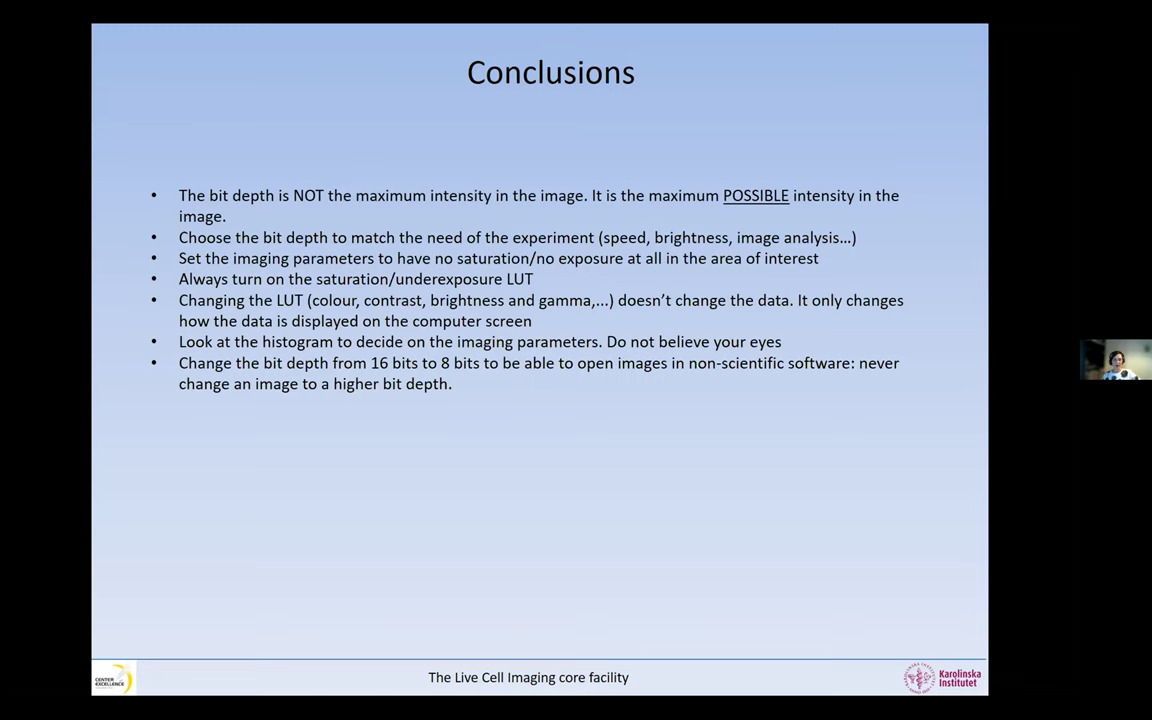 Conclusions
• The bit depth is NOT the maximum intensity in the image. It is the maximum POSSIBLE intensity in the
image.
• Choose the bit depth to match the need of the experiment (speed, brightness, image analysis…)
• Set the imaging parameters to have no saturation/no exposure at all in the area of interest
• Always turn on the saturation/underexposure LUT
• Changing the LUT (colour, contrast, brightness and gamma,...) doesn’t change the data. It only changes
how the data is displayed on the computer screen
• Look at the histogram to decide on the imaging parameters. Do not believe your eyes
• Change the bit depth from 16 bits to 8 bits to be able to open images in non-scientific software: never
change an image to a higher bit depth.
CENTER
EXCELLENCE
The Live Cell Imaging core facility
Karolinska
Institutet